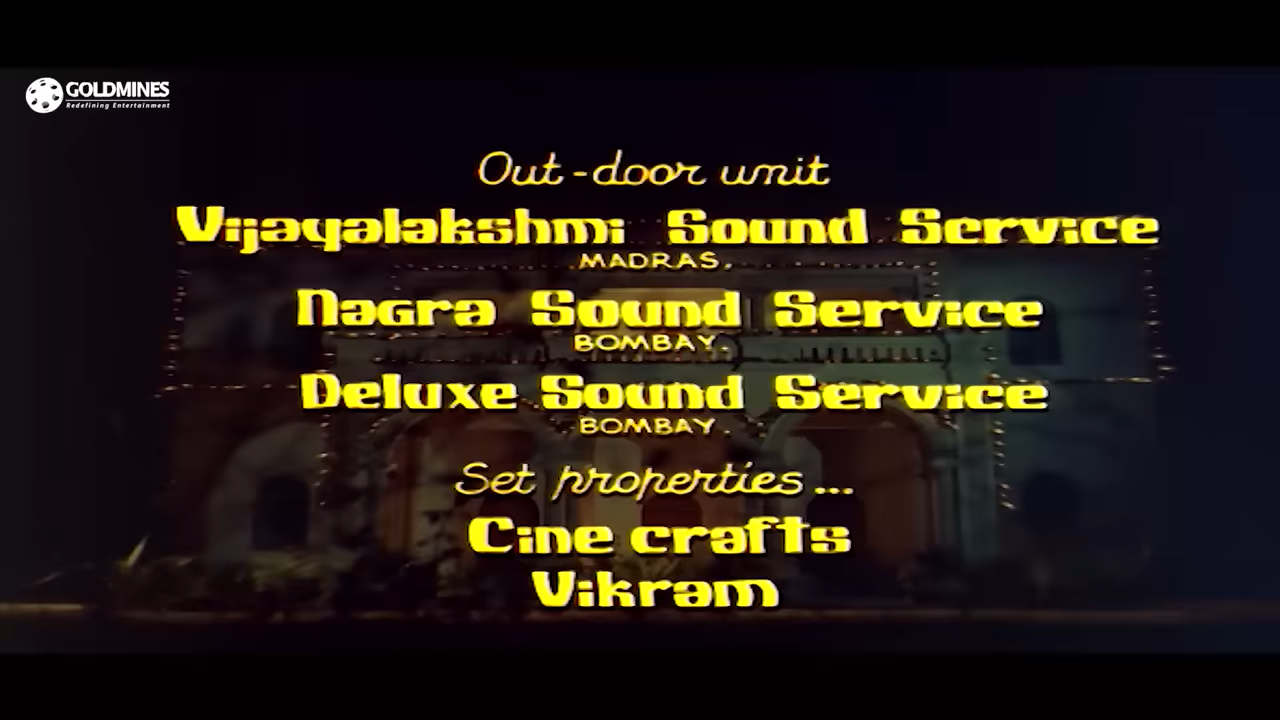 GOLDMINES
Redefining Entertainment
Out-door unit
Vijayalakshmi Sound Service
MADRAS.
Nagra Sound Service
BOMBAY.
Deluxe Sound Service
BOMBAY.
Set properties...
Cine crafts
Vikram